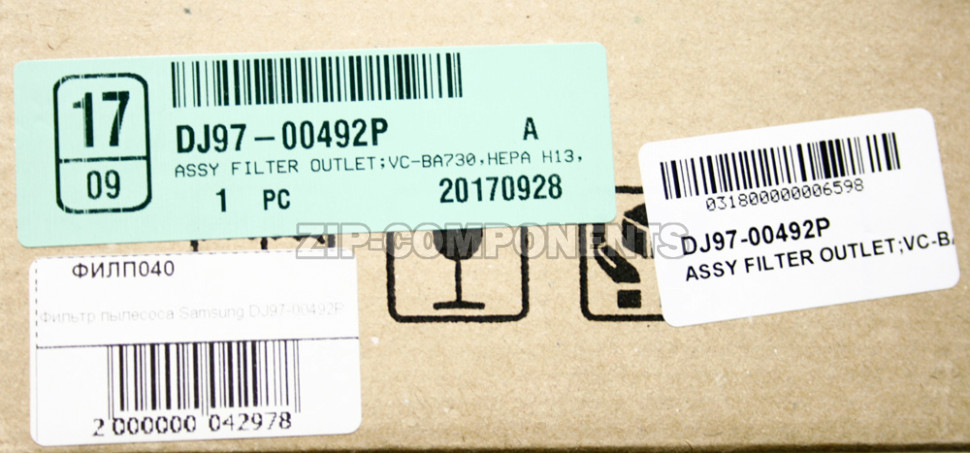 17
09
DJ97-00492P A
ASSY FILTER OUTLET;VC-BA730,HEPA H13,
1 PC 20170928
031800000006598
DJ97-00492P
ASSY FILTER OUTLET;VC-BA
ZIP-COMPONENTS
ФИЛП040
Фильтр пылесоса Samsung DJ97-00492P
2 000000 042978